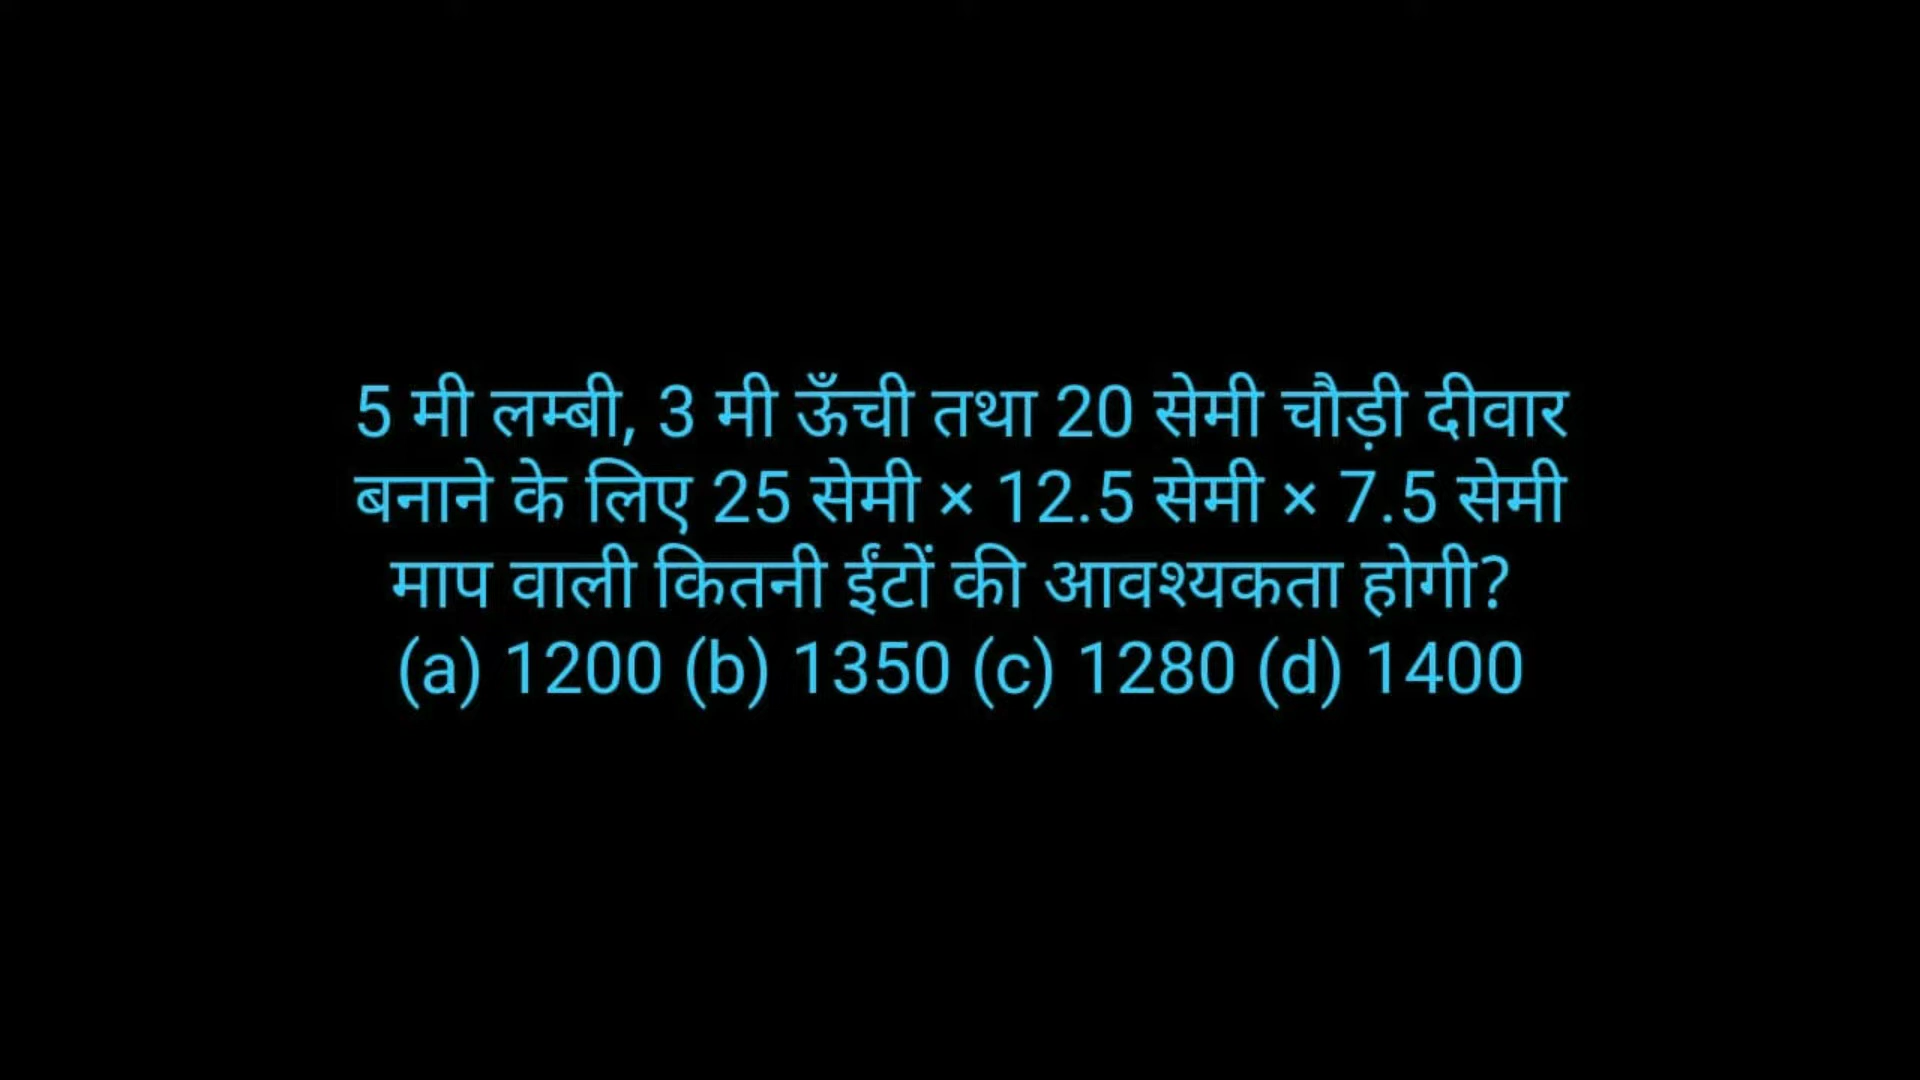 5 मी लम्बी, 3 मी ऊँची तथा 20 सेमी चौड़ी दीवार
बनाने के लिए 25 सेमी × 12.5 सेमी × 7.5 सेमी
माप वाली कितनी ईंटों की आवश्यकता होगी?
(a) 1200 (b) 1350 (c) 1280 (d) 1400